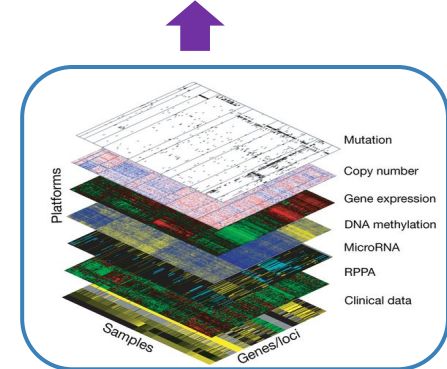 Mutation
Copy number
Gene expression
DNA methylation
MicroRNA
RPPA
Clinical data
Platforms
Samples
Genes/loci